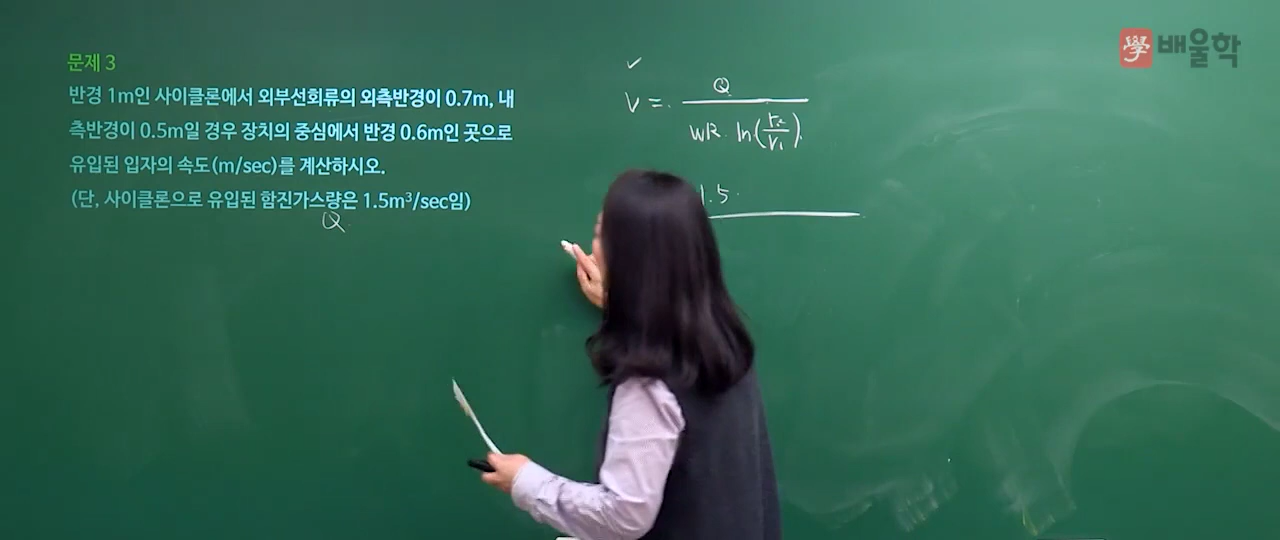 學 배울학
문제 3
반경 1m인 사이클론에서 외부선회류의 외측반경이 0.7m, 내
측반경이 0.5m일 경우 장치의 중심에서 반경 0.6m인 곳으로
유입된 입자의 속도(m/sec)를 계산하시오.
(단, 사이클론으로 유입된 함진가스량은 1.5m³/sec임)
Q
✓
V = Q
WR · ln(r₂/r₁)
1.5